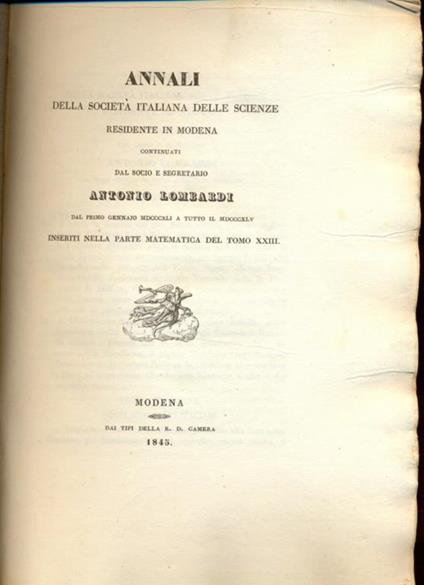 ANNALI
DELLA SOCIETÀ ITALIANA DELLE SCIENZE
RESIDENTE IN MODENA
CONTINUATI
DAL SOCIO E SEGRETARIO
ANTONIO LOMBARDI
DAL PRIMO GENNAJO MDCCCXLI A TUTTO IL MDCCCXLV
INSERITI NELLA PARTE MATEMATICA DEL TOMO XXIII.
MODENA
DAI TIPI DELLA R. D. CAMERA
1845.